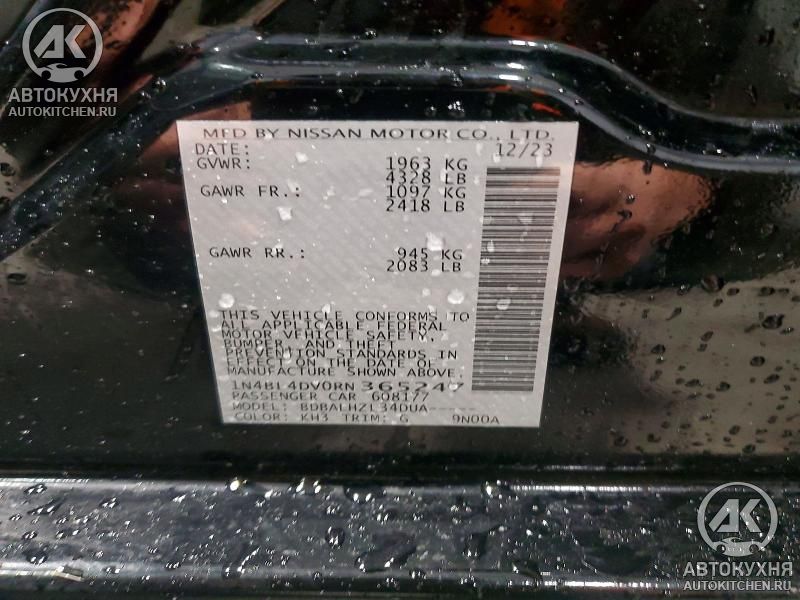 AK
АВТОКУХНЯ
AUTOKITCHEN.RU
MFD BY NISSAN MOTOR CO., LTD.
DATE: 12/23
GVWR: 1963 KG
4328 LB
GAWR FR.: 1097 KG
2418 LB
GAWR RR.: 945 KG
2083 LB
THIS VEHICLE CONFORMS TO
ALL APPLICABLE FEDERAL
MOTOR VEHICLE SAFETY,
BUMPER, AND THEFT
PREVENTION STANDARDS IN
EFFECT ON THE DATE OF
MANUFACTURE SHOWN ABOVE.
1N4BL4DV0RN365247
PASSENGER CAR 608177
MODEL: BDBALHZL34DUA-----
COLOR: KH3 TRIM: G 9N00A
AK
АВТОКУХНЯ
AUTOKITCHEN.RU